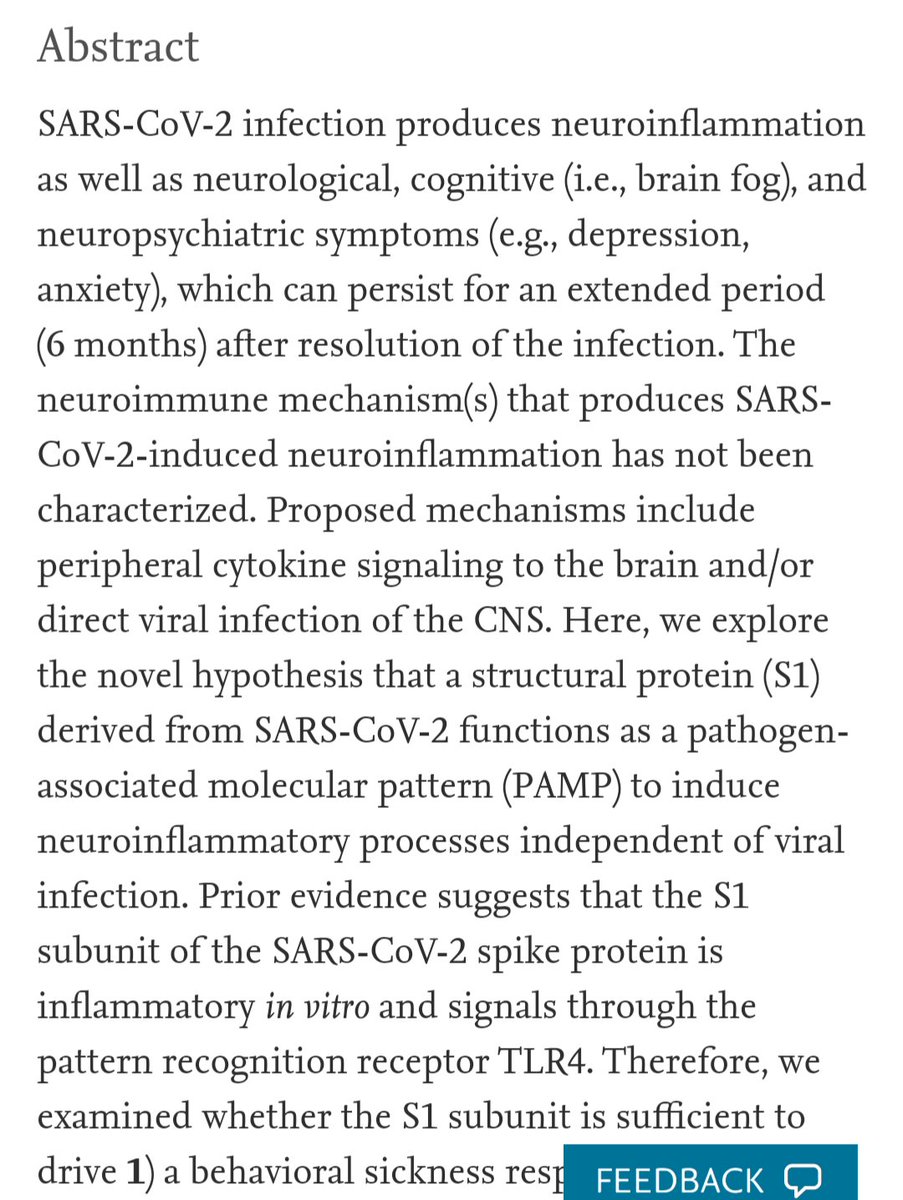 Abstract
SARS-CoV-2 infection produces neuroinflammation
as well as neurological, cognitive (i.e., brain fog), and
neuropsychiatric symptoms (e.g., depression,
anxiety), which can persist for an extended period
(6 months) after resolution of the infection. The
neuroimmune mechanism(s) that produces SARS-
CoV-2-induced neuroinflammation has not been
characterized. Proposed mechanisms include
peripheral cytokine signaling to the brain and/or
direct viral infection of the CNS. Here, we explore
the novel hypothesis that a structural protein (S1)
derived from SARS-CoV-2 functions as a pathogen-
associated molecular pattern (PAMP) to induce
neuroinflammatory processes independent of viral
infection. Prior evidence suggests that the S1
subunit of the SARS-CoV-2 spike protein is
inflammatory in vitro and signals through the
pattern recognition receptor TLR4. Therefore, we
examined whether the S1 subunit is sufficient to
drive 1) a behavioral sickness resp
FEEDBACK